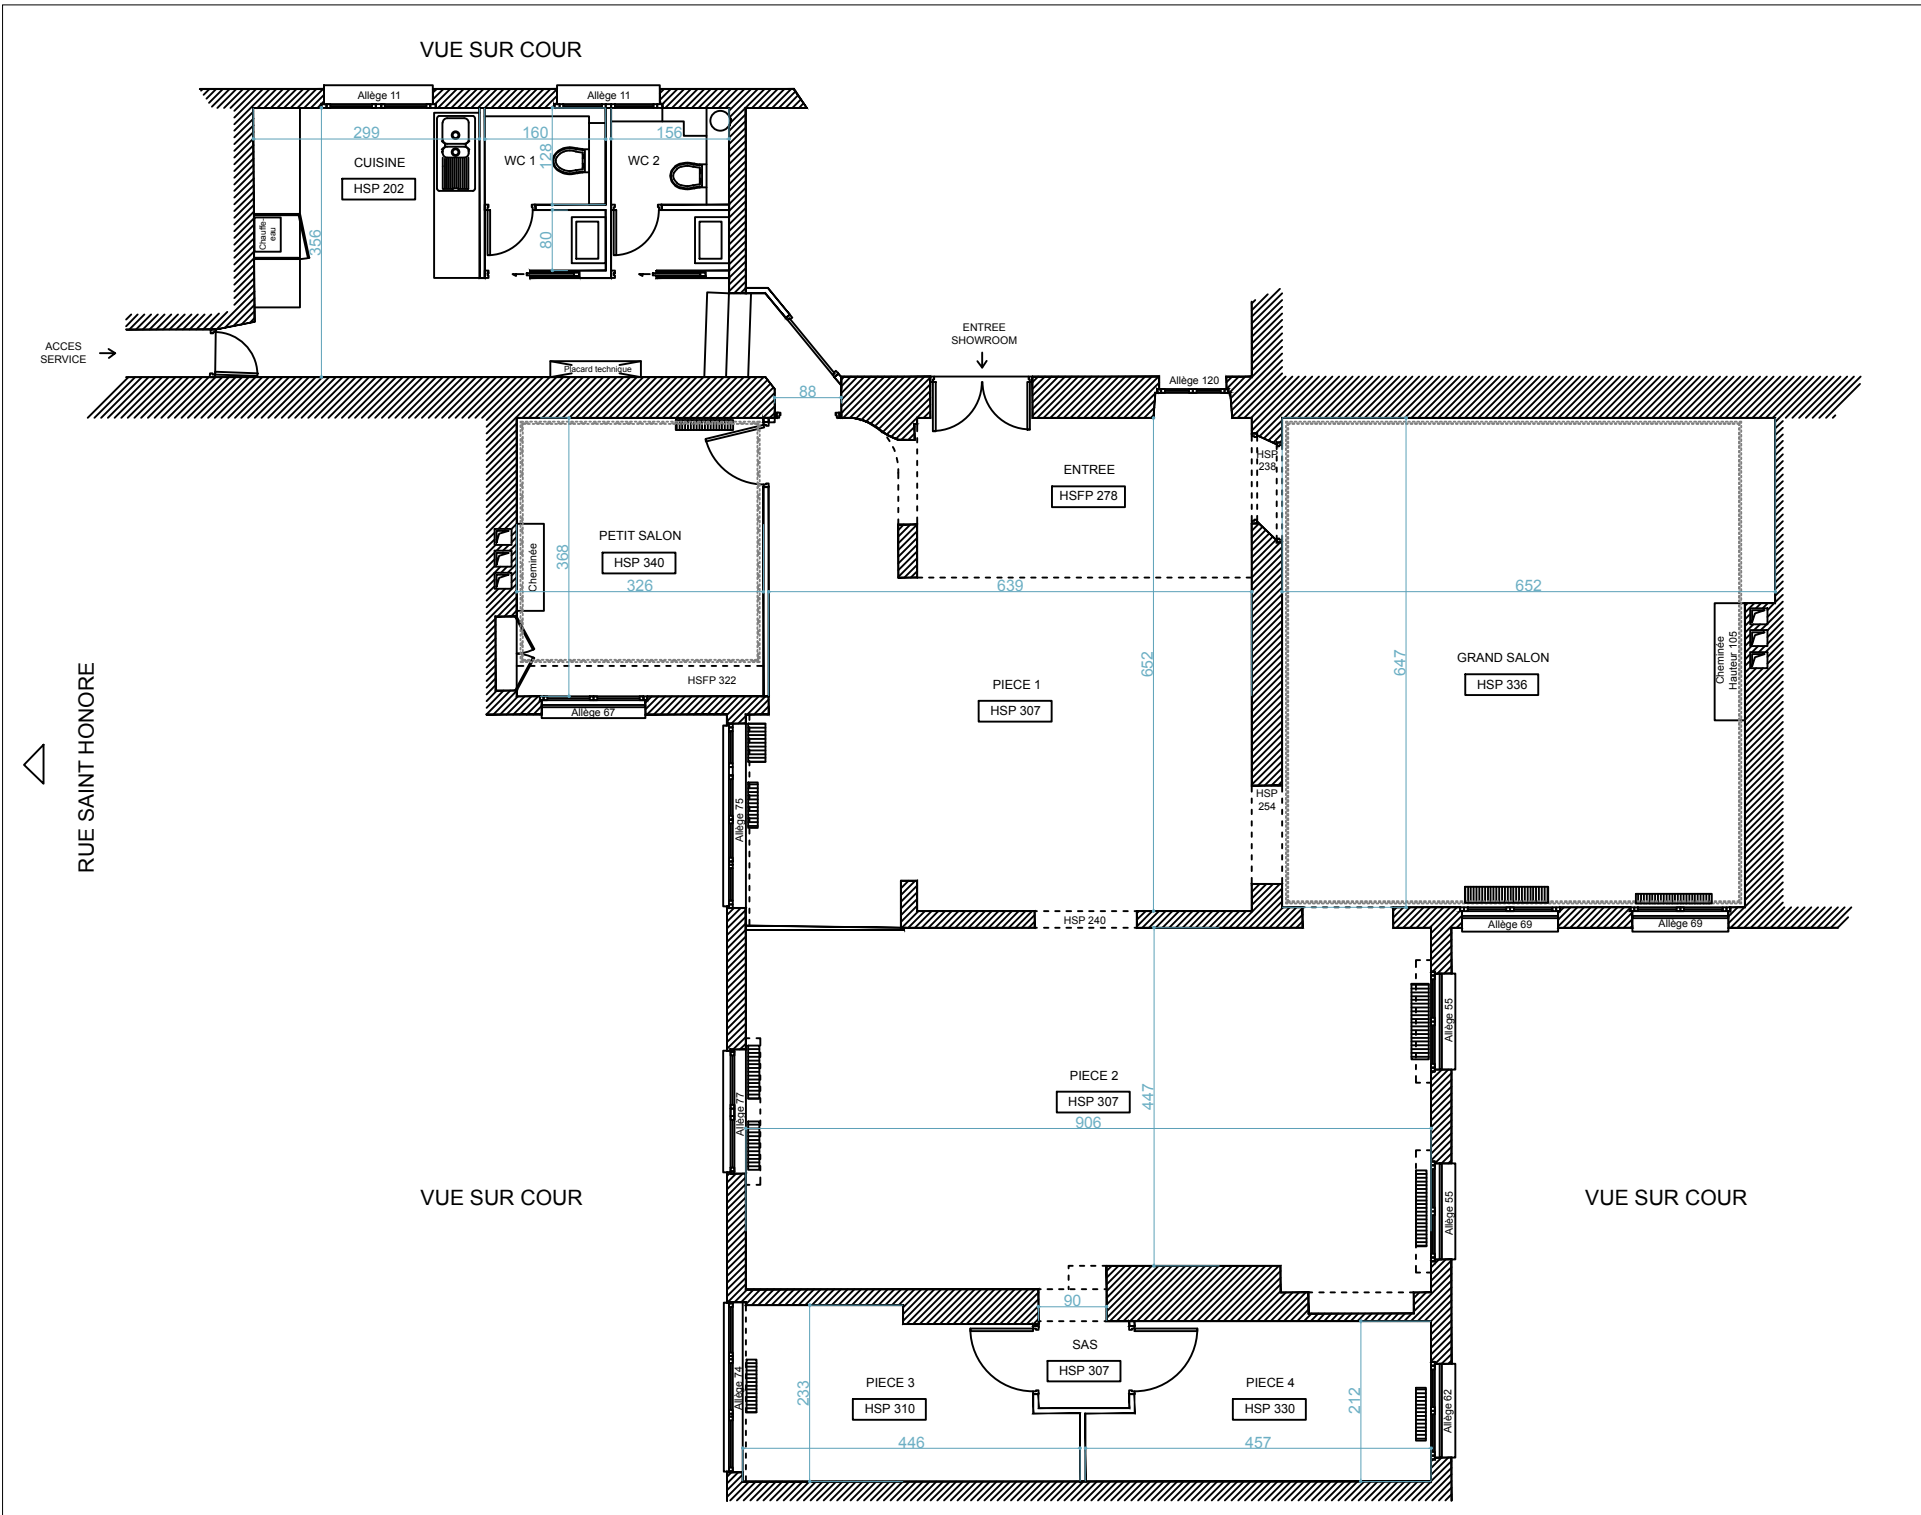 VUE SUR COUR
Allège 11
Allège 11
299
160
156
128
CUISINE
HSP 202
WC 1
WC 2
Chauffe-
eau
356
80
ACCES
SERVICE
Placard technique
ENTREE
SHOWROOM
Allège 120
88
ENTREE
HSFP 278
HSP
238
PETIT SALON
HSP 340
Cheminée
368
326
639
652
HSFP 322
Allège 67
PIECE 1
HSP 307
652
647
GRAND SALON
HSP 336
Cheminée
Hauteur 105
RUE SAINT HONORE
Allège 75
HSP
254
HSP 240
Allège 69
Allège 69
Allège 55
PIECE 2
HSP 307
447
906
Allège 77
VUE SUR COUR
Allège 55
VUE SUR COUR
90
SAS
HSP 307
PIECE 3
HSP 310
233
Allège 74
PIECE 4
HSP 330
212
Allège 62
446
457